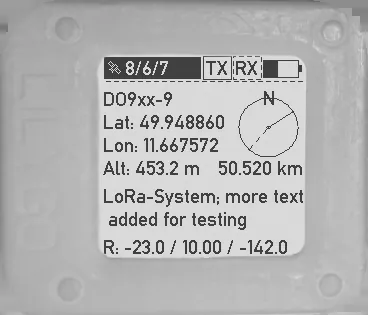 8/6/7 TX RX
DO9xx-9
N
Lat: 49.948860
Lon: 11.667572
Alt: 453.2 m 50.520 km
LoRa-System; more text
added for testing
R: -23.0 / 10.00 / -142.0
LILYGO